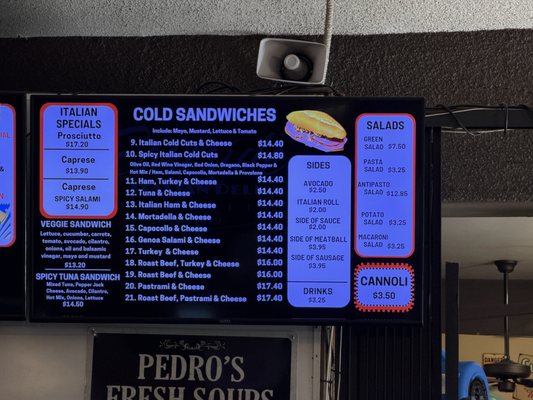 ITALIAN
SPECIALS
Prosciutto
$17.20
Caprese
$13.90
Caprese
SPICY SALAMI
$14.90
VEGGIE SANDWICH
Lettuce, cucumber, carrots,
tomato, avocado, cilantro,
onions, oil and balsamic
vinegar, mayo and mustard
$13.20
SPICY TUNA SANDWICH
Mixed Tuna, Pepper Jack
Cheese, Avocado, Cilantro,
Hot Mix, Onions, Lettuce
$14.50
COLD SANDWICHES
Include: Mayo, Mustard, Lettuce & Tomato
9. Italian Cold Cuts & Cheese $14.40
10. Spicy Italian Cold Cuts $14.80
Olive Oil, Red Wine Vinegar, Red Onion, Oregano, Black Pepper &
Hot Mix / Ham, Salami, Capocollo, Mortadella & Provolone
11. Ham, Turkey & Cheese $14.40
12. Tuna & Cheese $14.40
13. Italian Ham & Cheese $14.40
14. Mortadella & Cheese $14.40
15. Capocollo & Cheese $14.40
16. Genoa Salami & Cheese $14.40
17. Turkey & Cheese $14.40
18. Roast Beef, Turkey & Cheese $16.00
19. Roast Beef & Cheese $16.00
20. Pastrami & Cheese $17.40
21. Roast Beef, Pastrami & Cheese $17.40
SIDES
AVOCADO
$2.50
ITALIAN ROLL
$2.00
SIDE OF SAUCE
$2.00
SIDE OF MEATBALL
$3.95
SIDE OF SAUSAGE
$3.95
DRINKS
$3.25
SALADS
GREEN
SALAD $7.50
PASTA
SALAD $3.25
ANTIPASTO
SALAD $12.85
POTATO
SALAD $3.25
MACARONI
SALAD $3.25
CANNOLI
$3.50
PEDRO'S
FRESH SOUPS
DANGER